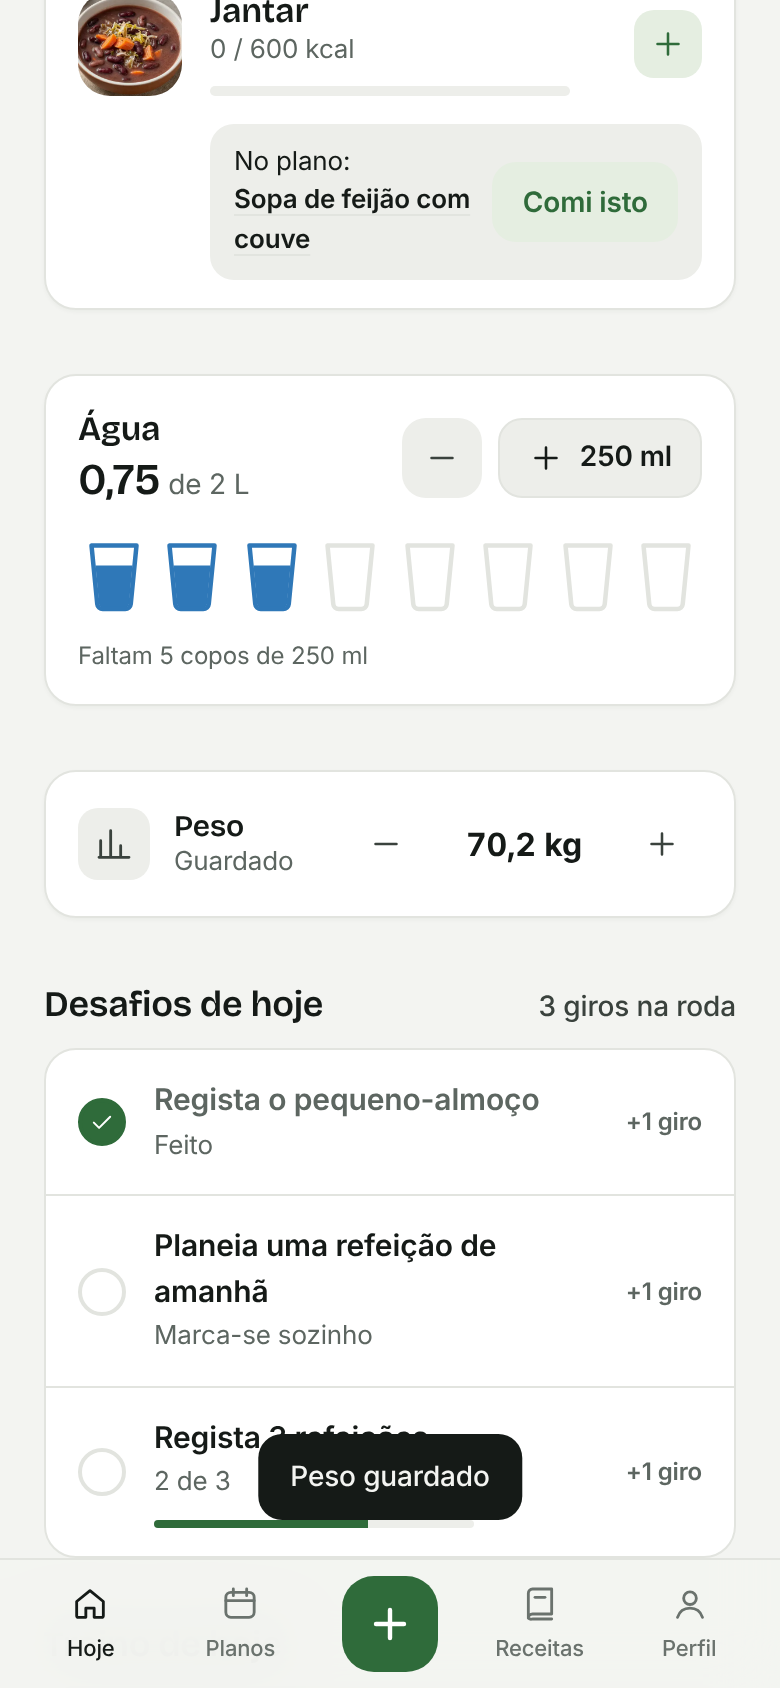 Jantar
0 / 600 kcal
No plano:
Sopa de feijão com
couve
Comi isto
Água
0,75 de 2 L
250 ml
Faltam 5 copos de 250 ml
Peso
Guardado
70,2 kg
Desafios de hoje
3 giros na roda
Regista o pequeno-almoço
Feito
+1 giro
Planeia uma refeição de
amanhã
Marca-se sozinho
+1 giro
Regista 3 refeições
2 de 3
+1 giro
Peso guardado
Hoje
Planos
Receitas
Perfil